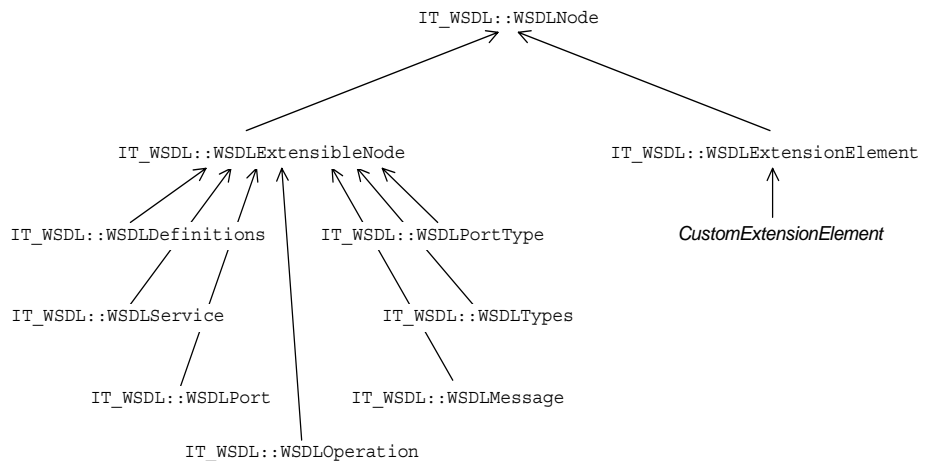 IT_WSDL::WSDLNode
IT_WSDL::WSDLExtensibleNode
IT_WSDL::WSDLExtensionElement
IT_WSDL::WSDLDefinitions
IT_WSDL::WSDLPortType
CustomExtensionElement
IT_WSDL::WSDLService
IT_WSDL::WSDLTypes
IT_WSDL::WSDLPort
IT_WSDL::WSDLMessage
IT_WSDL::WSDLOperation